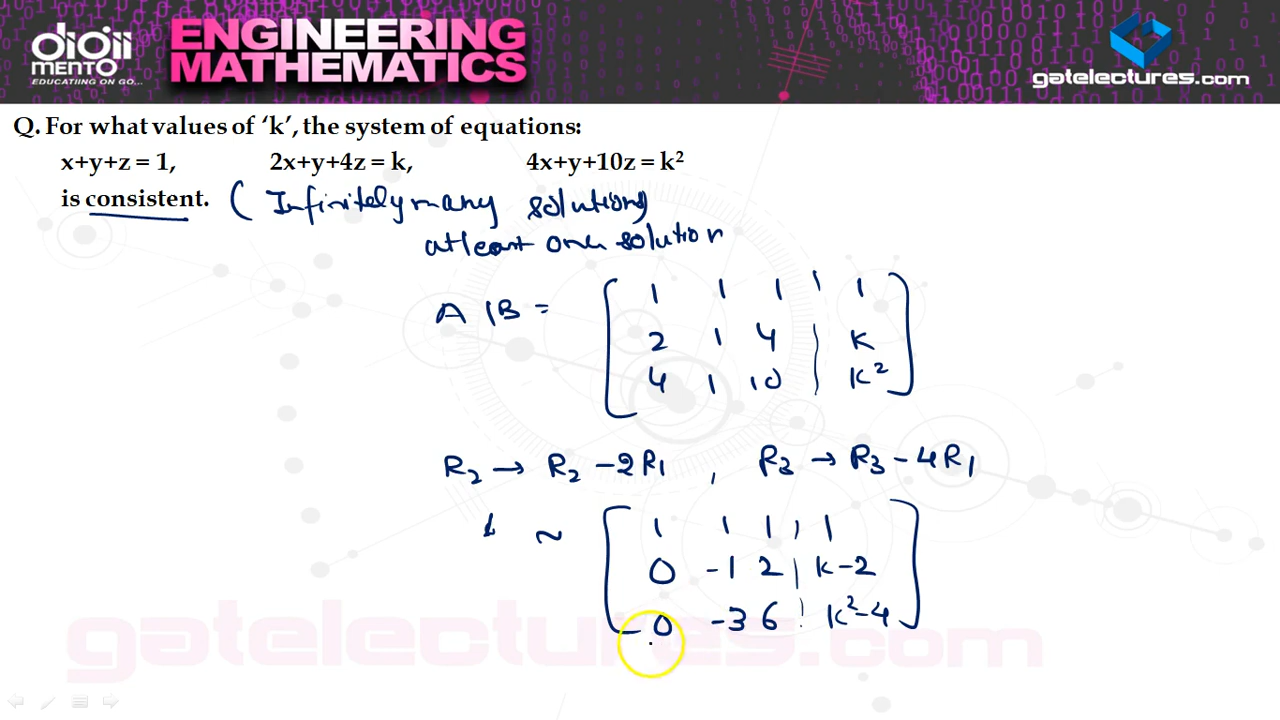 digii
mento
EDUCATIING ON GO...
ENGINEERING
MATHEMATICS
gatelectures.com
Q. For what values of ‘k’, the system of equations:
x+y+z = 1, 2x+y+4z = k, 4x+y+10z = k²
is consistent. ( Infinitely many solutions)
atleast one solution
A | B = [ 1 1 1 | 1
2 1 4 | k
4 1 10 | k² ]
R₂ → R₂ - 2R₁ , R₃ → R₃ - 4R₁
~ [ 1 1 1 | 1
0 -1 2 | k-2
0 -3 6 | k²-4 ]
gatelectures.com